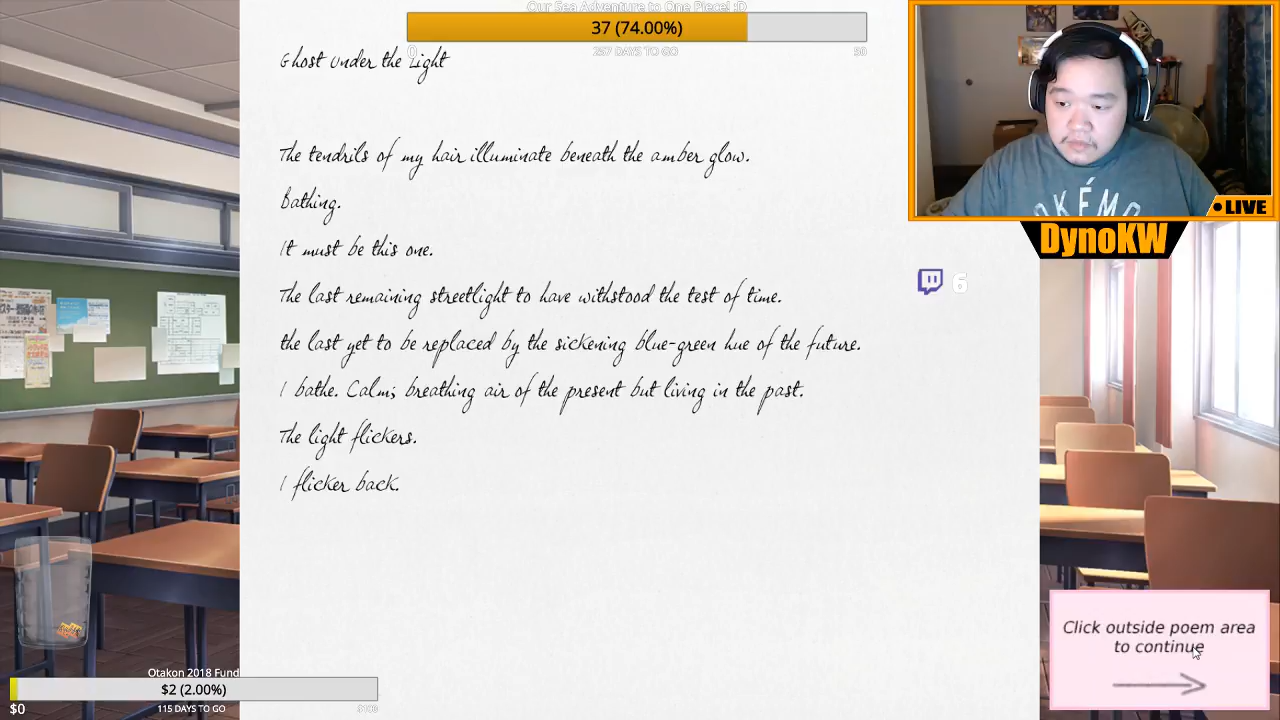 Our Sea Adventure to One Piece! :D
37 (74.00%)
0
257 DAYS TO GO
50
Ghost Under the Light
The tendrils of my hair illuminate beneath the amber glow.
Bathing.
It must be this one.
The last remaining streetlight to have withstood the test of time.
the last yet to be replaced by the sickening blue-green hue of the future.
I bathe. Calm; breathing air of the present but living in the past.
The light flickers.
I flicker back.
POKÉMO
• LIVE
DynoKW
6
Click outside poem area
to continue
Otakon 2018 Fund
$2 (2.00%)
$0
115 DAYS TO GO
$100